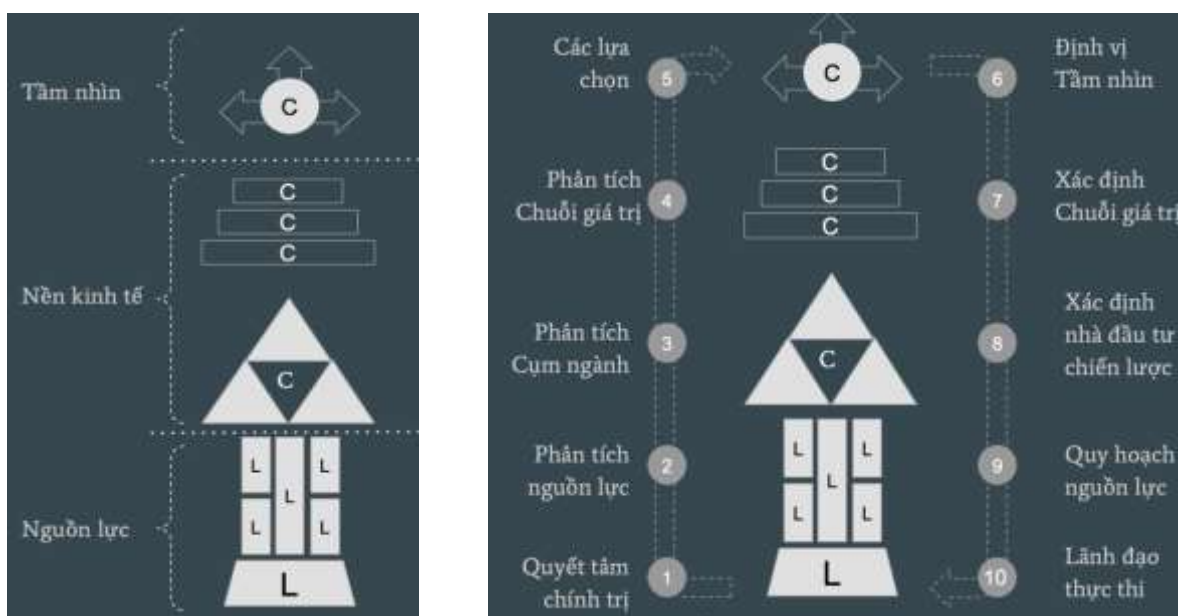 Tầm nhìn
C
C
C
C
Nền kinh tế
C
L
L
L
L
L
Nguồn lực
L
Các lựa
chọn
5
C
6
Định vị
Tầm nhìn
Phân tích
Chuỗi giá trị
4
C
C
C
7
Xác định
Chuỗi giá trị
Phân tích
Cụm ngành
3
C
8
Xác định
nhà đầu tư
chiến lược
Phân tích
nguồn lực
2
L
L
L
L
L
9
Quy hoạch
nguồn lực
Quyết tâm
chính trị
1
L
10
Lãnh đạo
thực thi